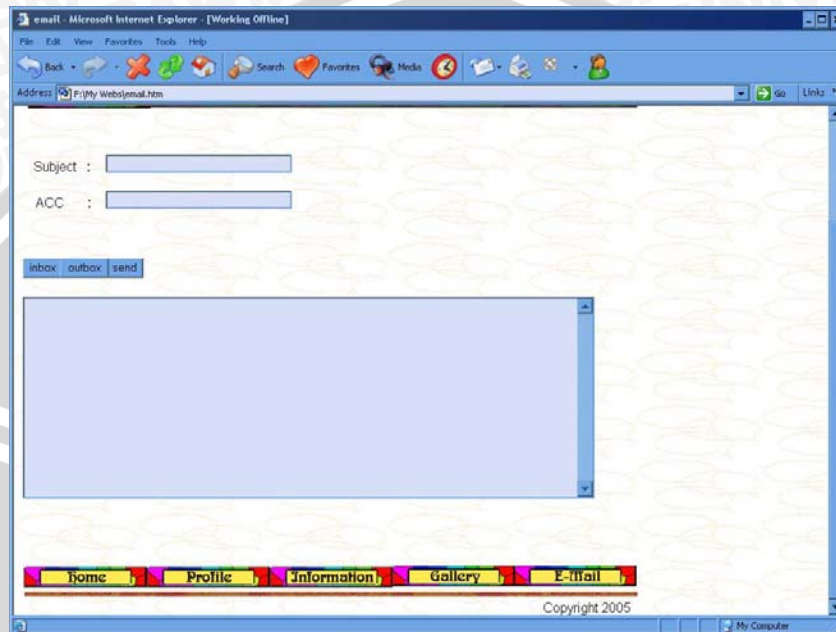 email - Microsoft Internet Explorer - [Working Offline]
File Edit View Favorites Tools Help
Back Search Favorites Media
Address F:\My Webs\email.htm Go Links
Subject :
ACC :
inbox outbox send
Home Profile Information Gallery E-Mail
Copyright 2005
My Computer